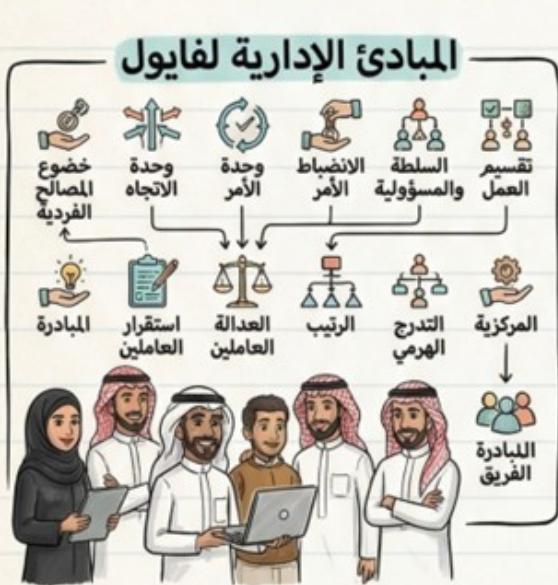 المبادئ الإدارية لفايول
تقسيم
العمل
السلطة
والمسؤولية
الانضباط
الأمر
وحدة
الأمر
وحدة
الاتجاه
خضوع
المصالح
الفردية
المركزية
التدرج
الهرمي
الرتيب
العدالة
العاملين
استقرار
العاملين
المبادرة
اللبادرة
الفريق